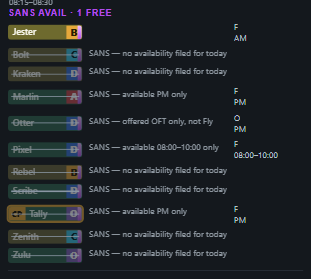 08:15–08:30
SANS AVAIL · 1 FREE
Jester B F
AM
Bolt C SANS — no availability filed for today
Kraken D SANS — no availability filed for today
Marlin A SANS — available PM only F
PM
Otter D SANS — offered OFT only, not Fly O
PM
Pixel D SANS — available 08:00–10:00 only F
08:00–10:00
Rebel B SANS — no availability filed for today
Scribe D SANS — no availability filed for today
Tally SANS — available PM only F
PM
Zenith C SANS — no availability filed for today
Zulu SANS — no availability filed for today